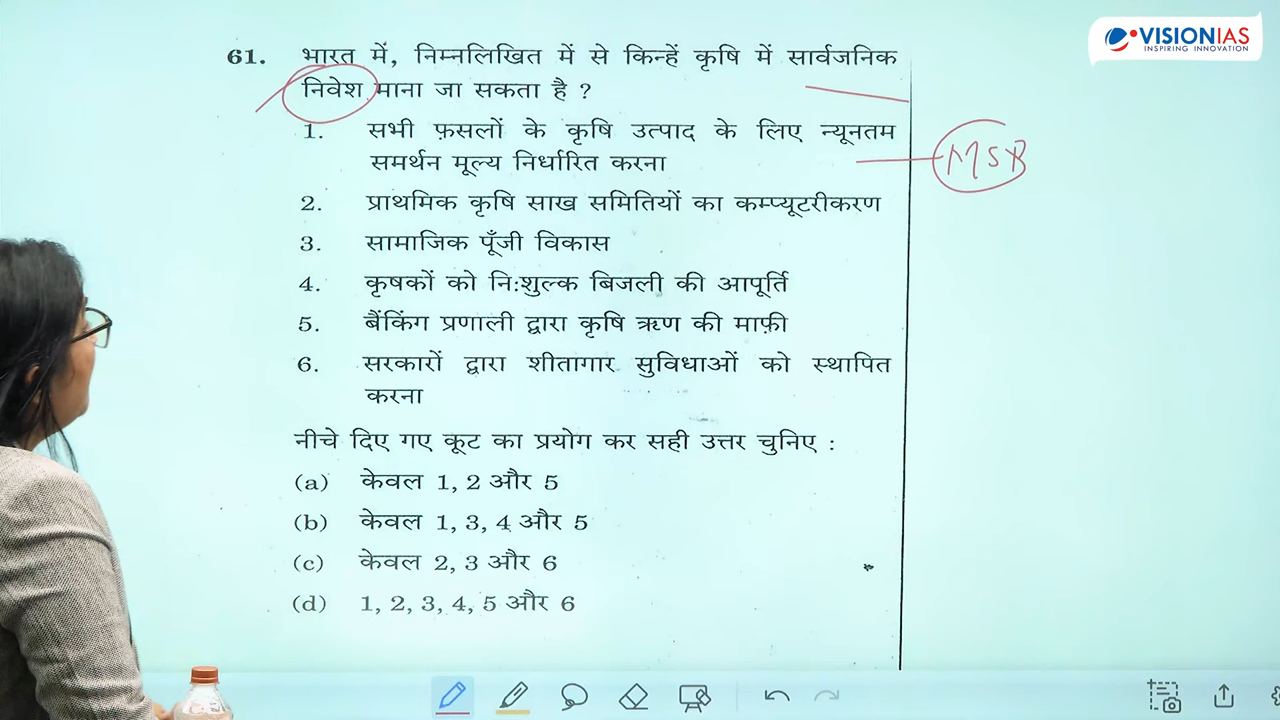 VISIONIAS
INSPIRING INNOVATION
61. भारत में, निम्नलिखित में से किन्हें कृषि में सार्वजनिक
निवेश माना जा सकता है ?
1. सभी फ़सलों के कृषि उत्पाद के लिए न्यूनतम
समर्थन मूल्य निर्धारित करना
2. प्राथमिक कृषि साख समितियों का कम्प्यूटरीकरण
3. सामाजिक पूँजी विकास
4. कृषकों को नि:शुल्क बिजली की आपूर्ति
5. बैंकिंग प्रणाली द्वारा कृषि ऋण की माफ़ी
6. सरकारों द्वारा शीतागार सुविधाओं को स्थापित
करना
नीचे दिए गए कूट का प्रयोग कर सही उत्तर चुनिए :
(a) केवल 1, 2 और 5
(b) केवल 1, 3, 4 और 5
(c) केवल 2, 3 और 6
(d) 1, 2, 3, 4, 5 और 6